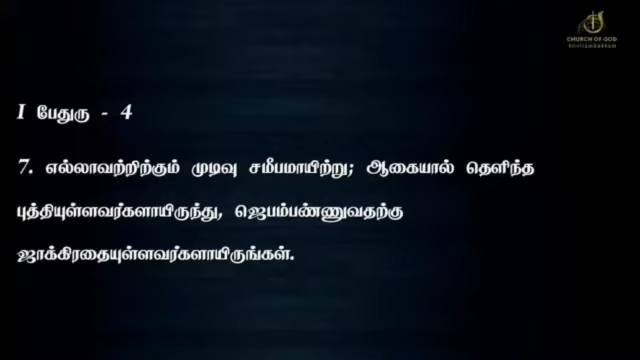 CHURCH OF GOD
kovilambakkam
I பேதுரு - 4
7. எல்லாவற்றிற்கும் முடிவு சமீபமாயிற்று; ஆகையால் தெளிந்த
புத்தியுள்ளவர்களாயிருந்து, ஜெபம்பண்ணுவதற்கு
ஜாக்கிரதையுள்ளவர்களாயிருங்கள்.